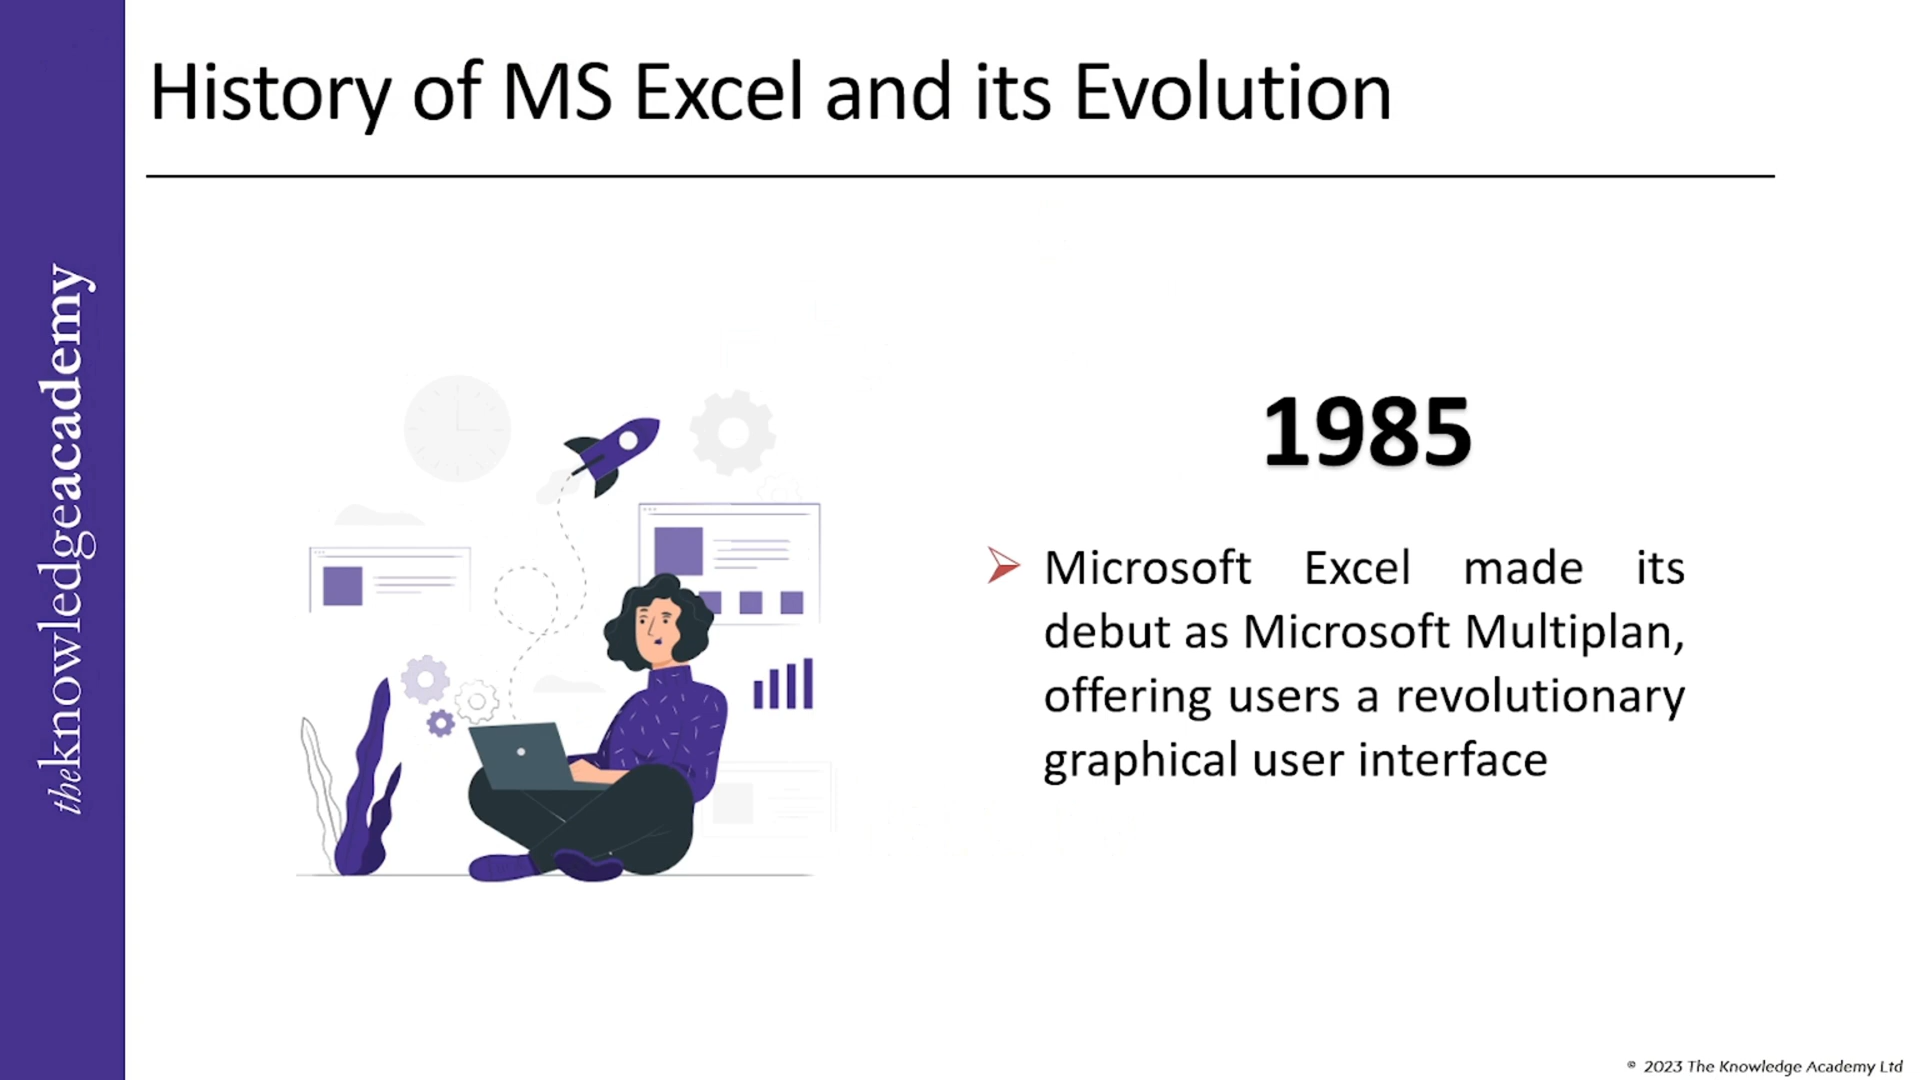 History of MS Excel and its Evolution
theknowledgeacademy
1985
Microsoft Excel made its
debut as Microsoft Multiplan,
offering users a revolutionary
graphical user interface
© 2023 The Knowledge Academy Ltd